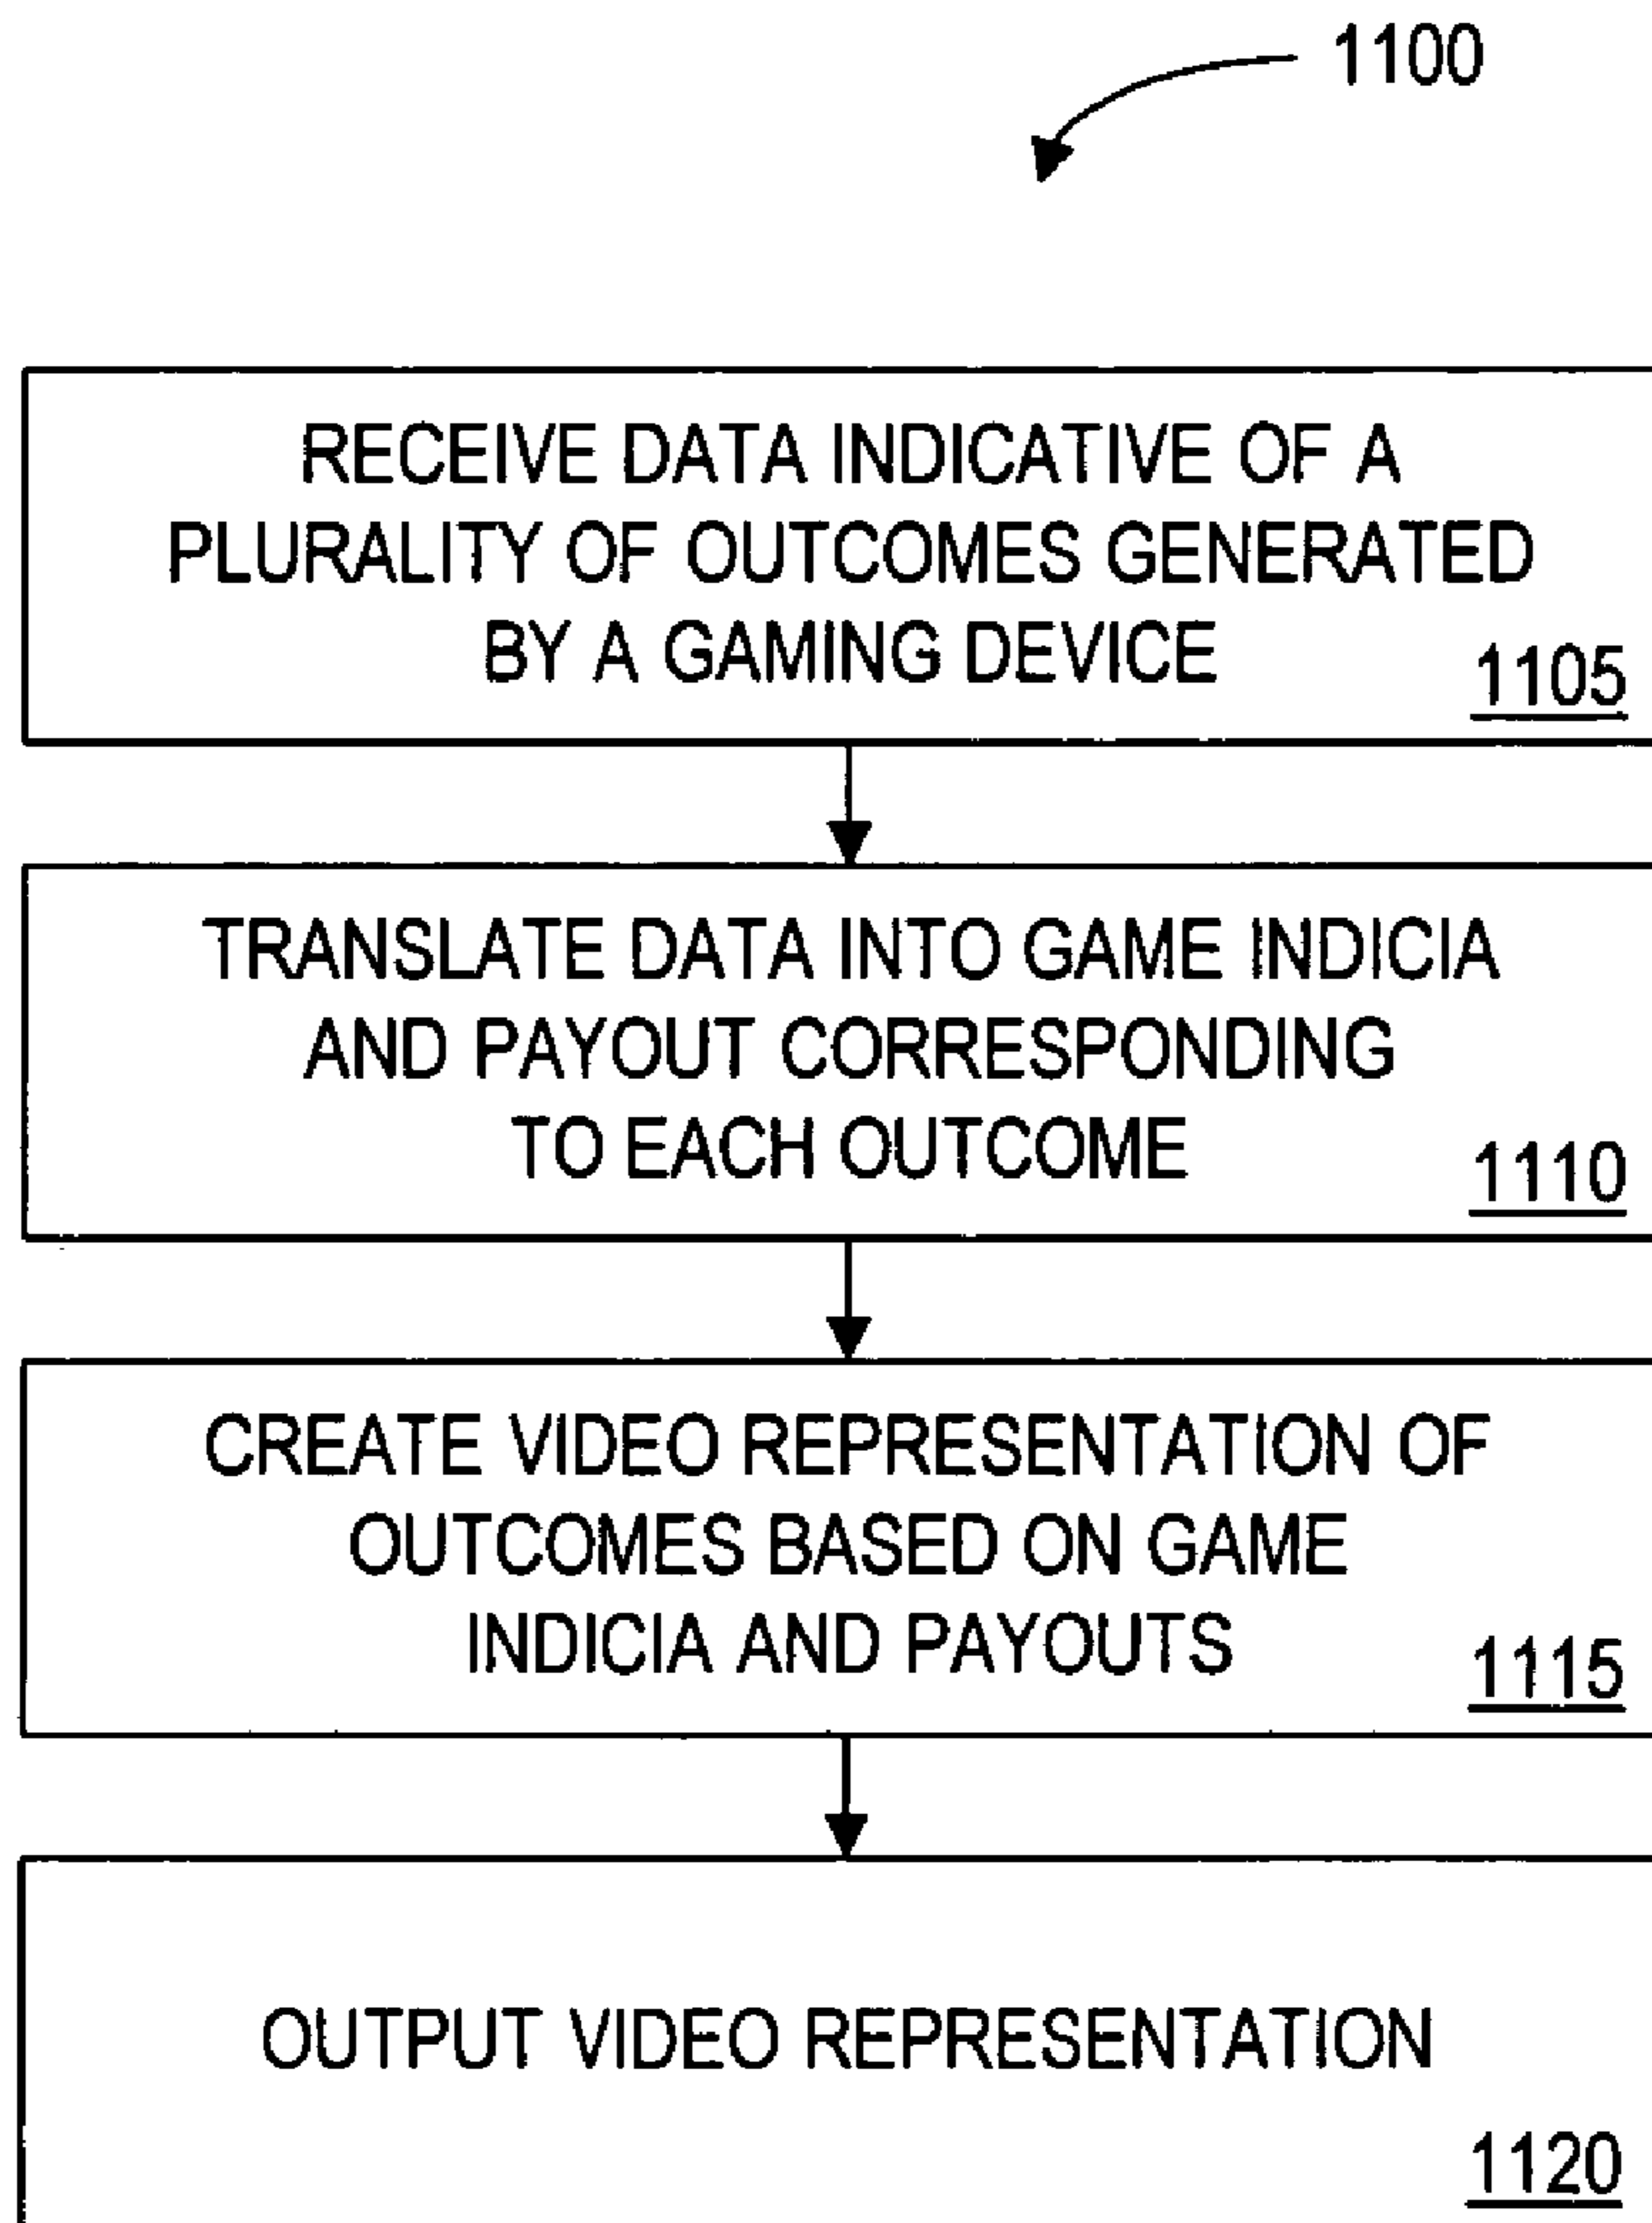 1100
RECEIVE DATA INDICATIVE OF A
PLURALITY OF OUTCOMES GENERATED
BY A GAMING DEVICE
1105
TRANSLATE DATA INTO GAME INDICIA
AND PAYOUT CORRESPONDING
TO EACH OUTCOME
1110
CREATE VIDEO REPRESENTATION OF
OUTCOMES BASED ON GAME
INDICIA AND PAYOUTS
1115
OUTPUT VIDEO REPRESENTATION
1120